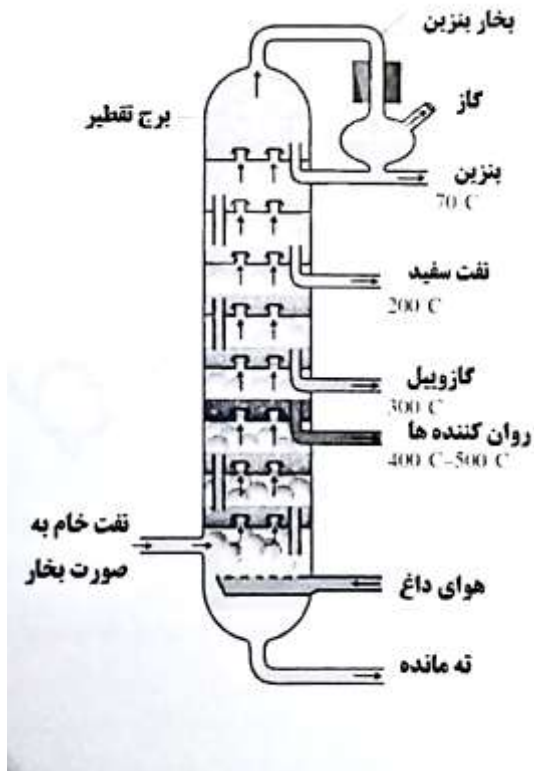 بخار بنزین
گاز
برج تقطیر
بنزین
70 C
نفت سفید
200 C
گازوییل
300 C
روان کننده ها
400 C-500 C
نفت خام به
صورت بخار
هوای داغ
ته مانده